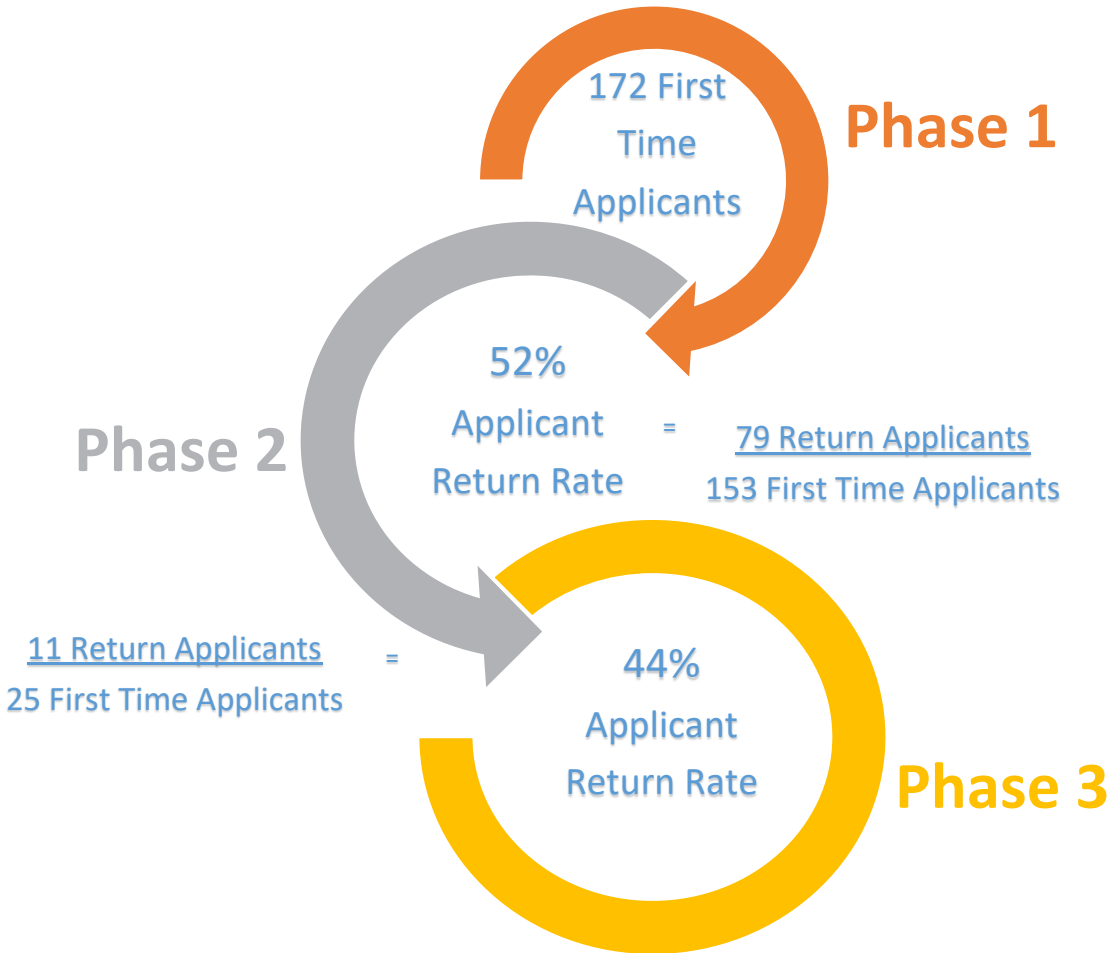 172 First
Time
Applicants
Phase 1
52%
Applicant
Return Rate
=
79 Return Applicants
153 First Time Applicants
Phase 2
11 Return Applicants
25 First Time Applicants
=
44%
Applicant
Return Rate
Phase 3